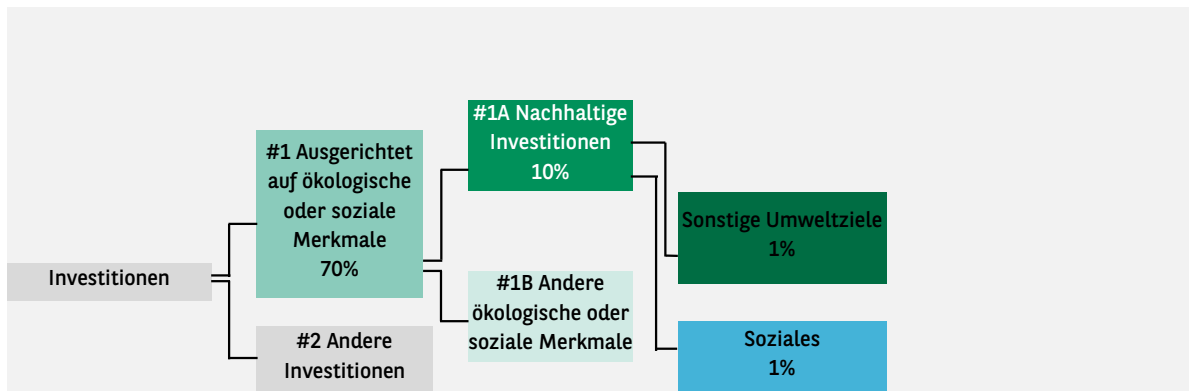 Investitionen
#1 Ausgerichtet
auf ökologische
oder soziale
Merkmale
70%
#2 Andere
Investitionen
#1A Nachhaltige
Investitionen
10%
#1B Andere
ökologische oder
soziale Merkmale
Sonstige Umweltziele
1%
Soziales
1%